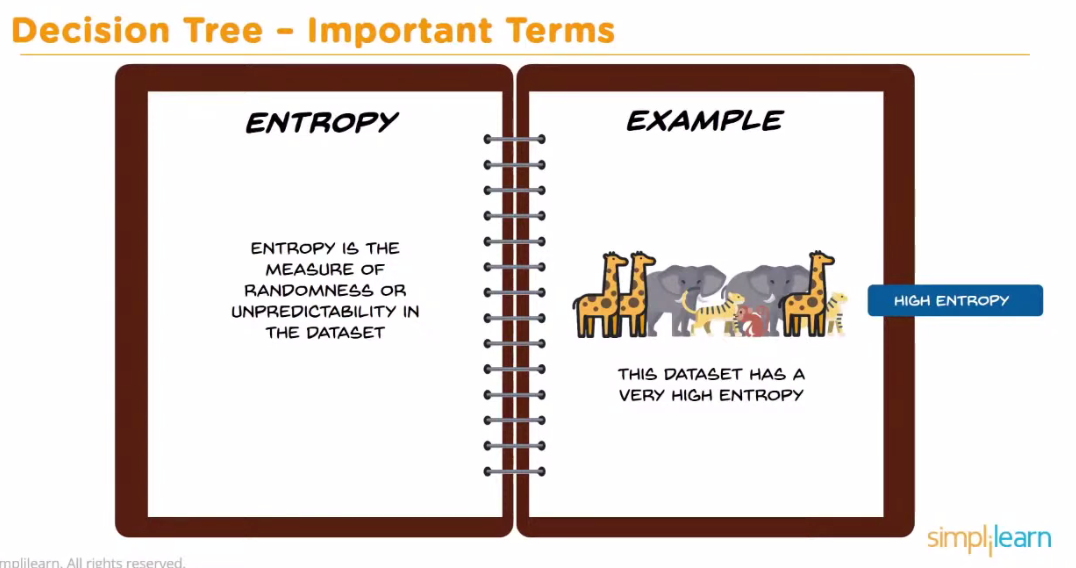 Decision Tree – Important Terms
ENTROPY
ENTROPY IS THE
MEASURE OF
RANDOMNESS OR
UNPREDICTABILITY IN
THE DATASET
EXAMPLE
THIS DATASET HAS A
VERY HIGH ENTROPY
HIGH ENTROPY
simplilearn
mplilearn. All rights reserved.